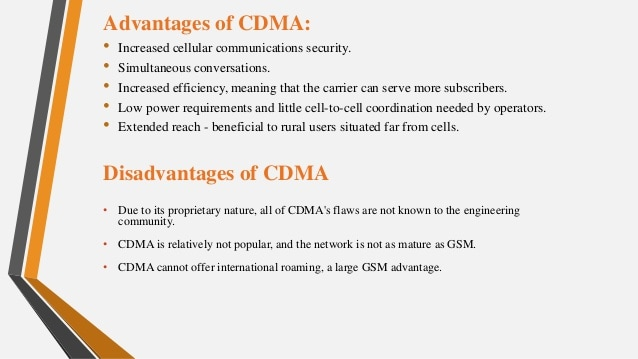 Advantages of CDMA:
• Increased cellular communications security.
• Simultaneous conversations.
• Increased efficiency, meaning that the carrier can serve more subscribers.
• Low power requirements and little cell-to-cell coordination needed by operators.
• Extended reach - beneficial to rural users situated far from cells.
Disadvantages of CDMA
• Due to its proprietary nature, all of CDMA's flaws are not known to the engineering
community.
• CDMA is relatively not popular, and the network is not as mature as GSM.
• CDMA cannot offer international roaming, a large GSM advantage.